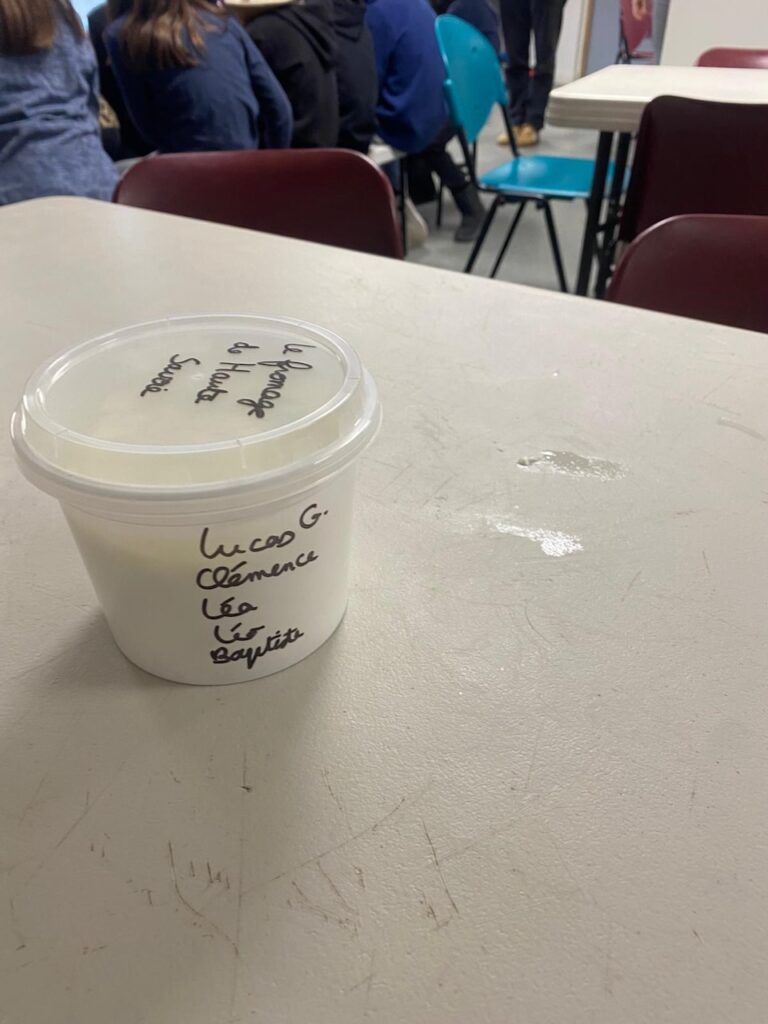 le fromage
de Haute
Savoie
Lucas G.
Clémence
Léa
Léo
Baptiste